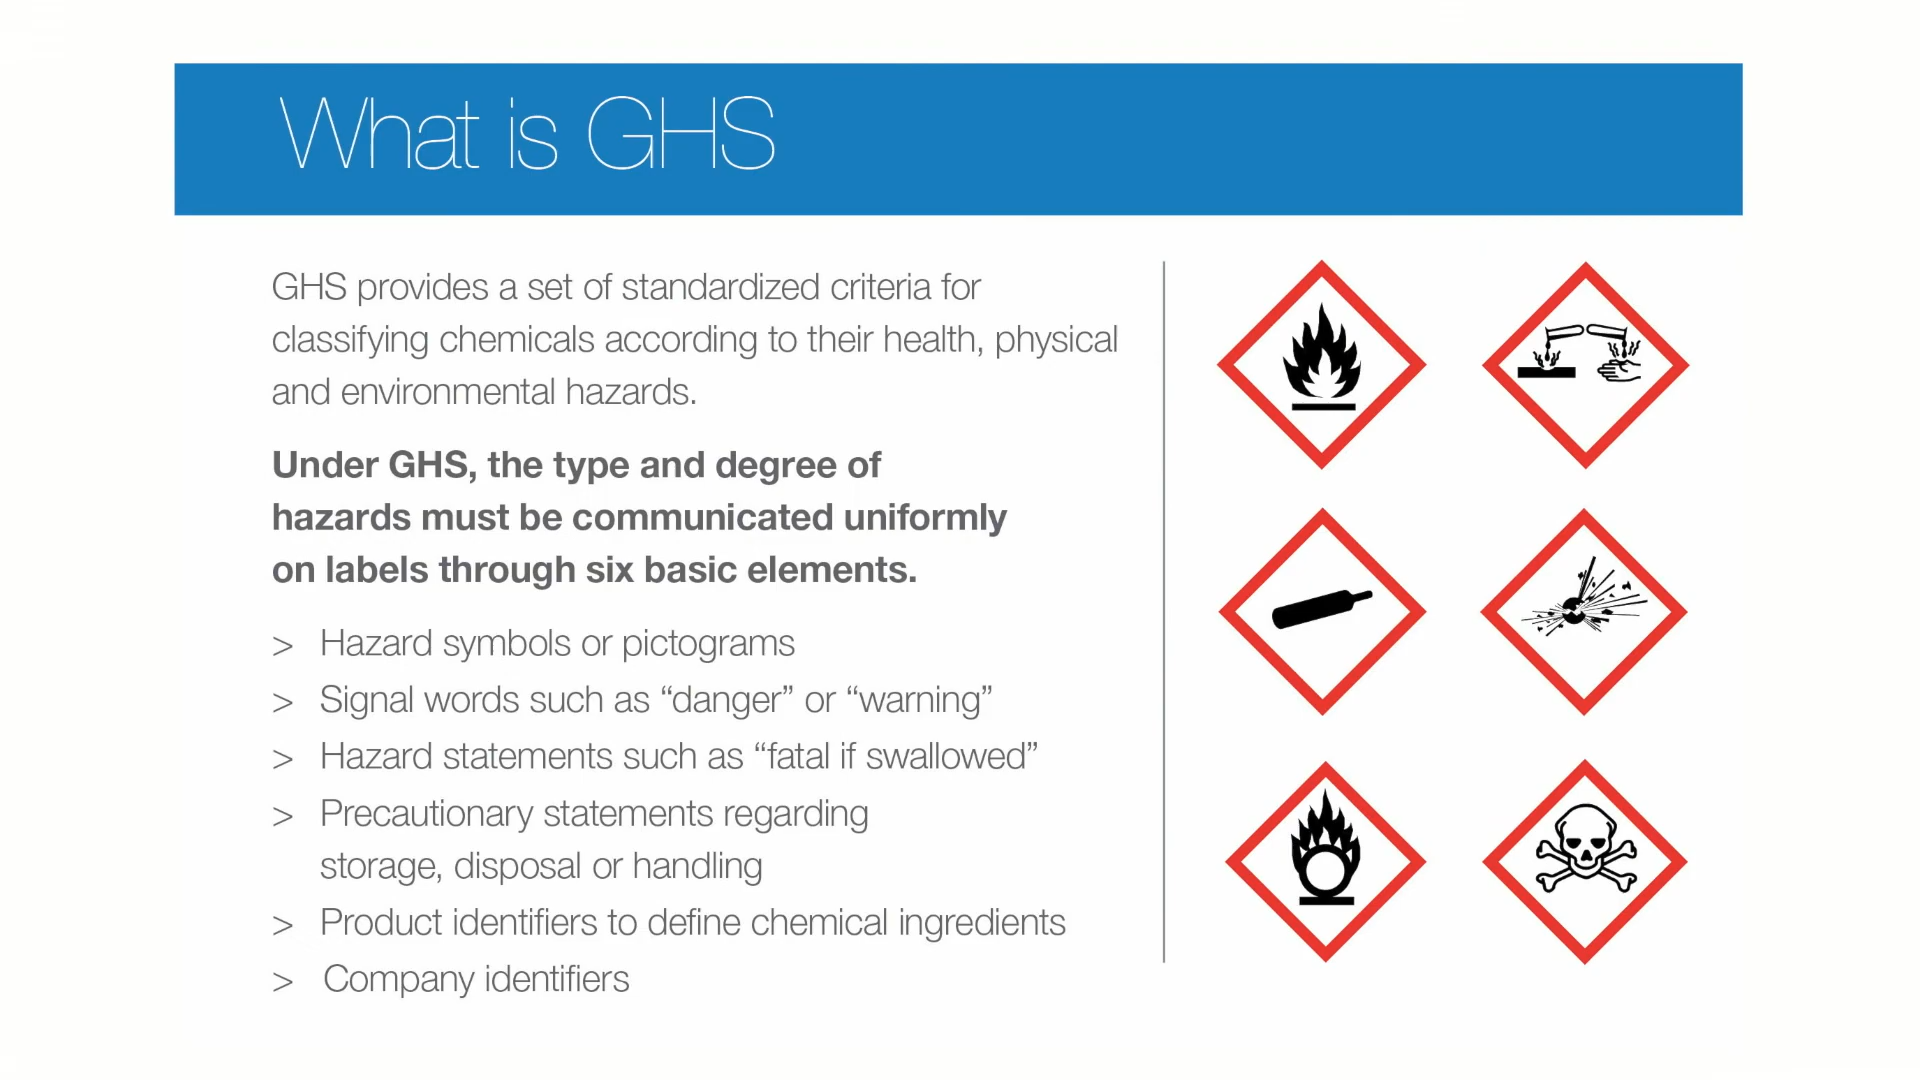 What is GHS
GHS provides a set of standardized criteria for
classifying chemicals according to their health, physical
and environmental hazards.
Under GHS, the type and degree of
hazards must be communicated uniformly
on labels through six basic elements.
> Hazard symbols or pictograms
> Signal words such as “danger” or “warning”
> Hazard statements such as “fatal if swallowed”
> Precautionary statements regarding
storage, disposal or handling
> Product identifiers to define chemical ingredients
> Company identifiers